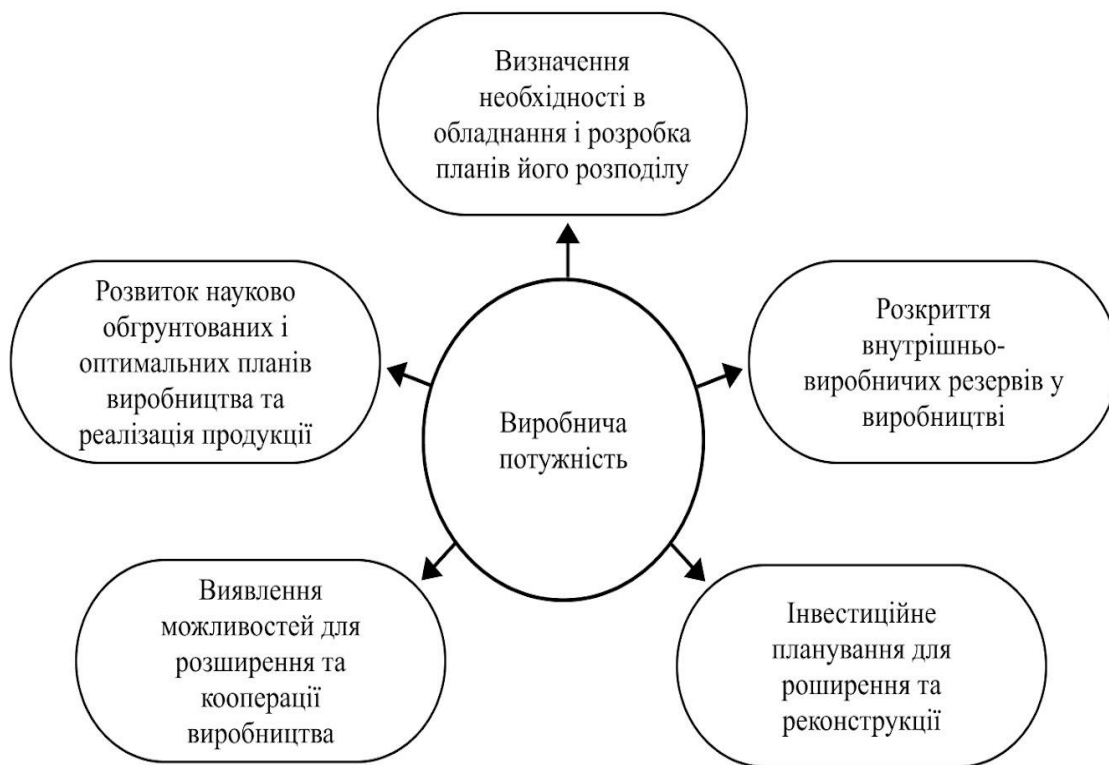 Визначення
необхідності в
обладнання і розробка
планів його розподілу
Розвиток науково
обгрунтованих і
оптимальних планів
виробництва та
реалізація продукції
Розкриття
внутрішньо-
виробничих резервів у
виробництві
Виробнича
потужність
Виявлення
можливостей для
розширення та
кооперації
виробництва
Інвестиційне
планування для
роширення та
реконструкції